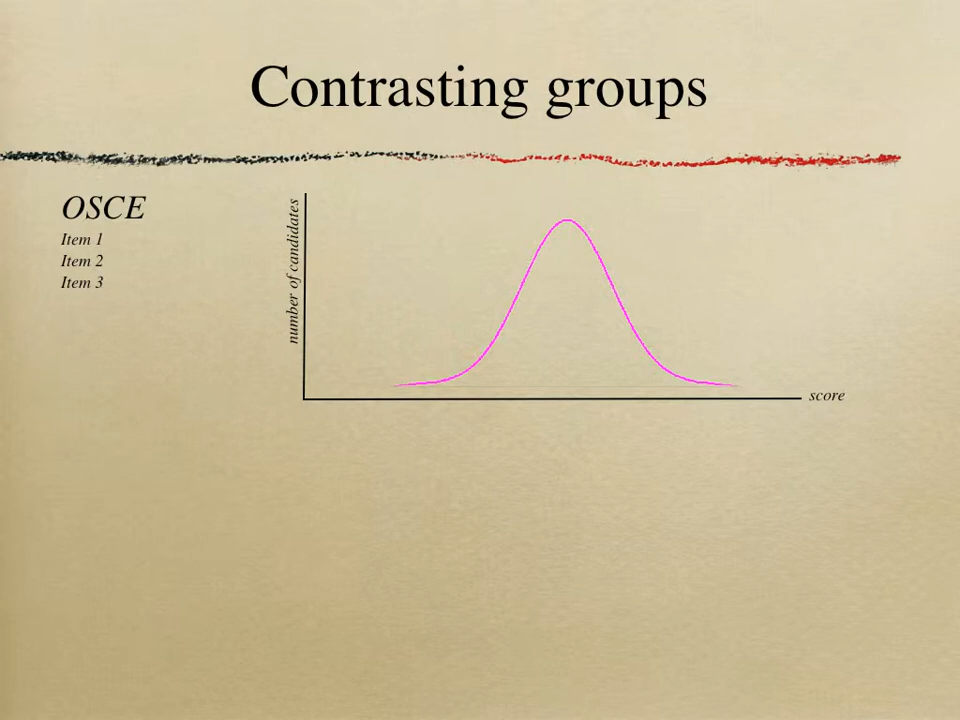 Contrasting groups
OSCE
Item 1
Item 2
Item 3
number of candidates
score